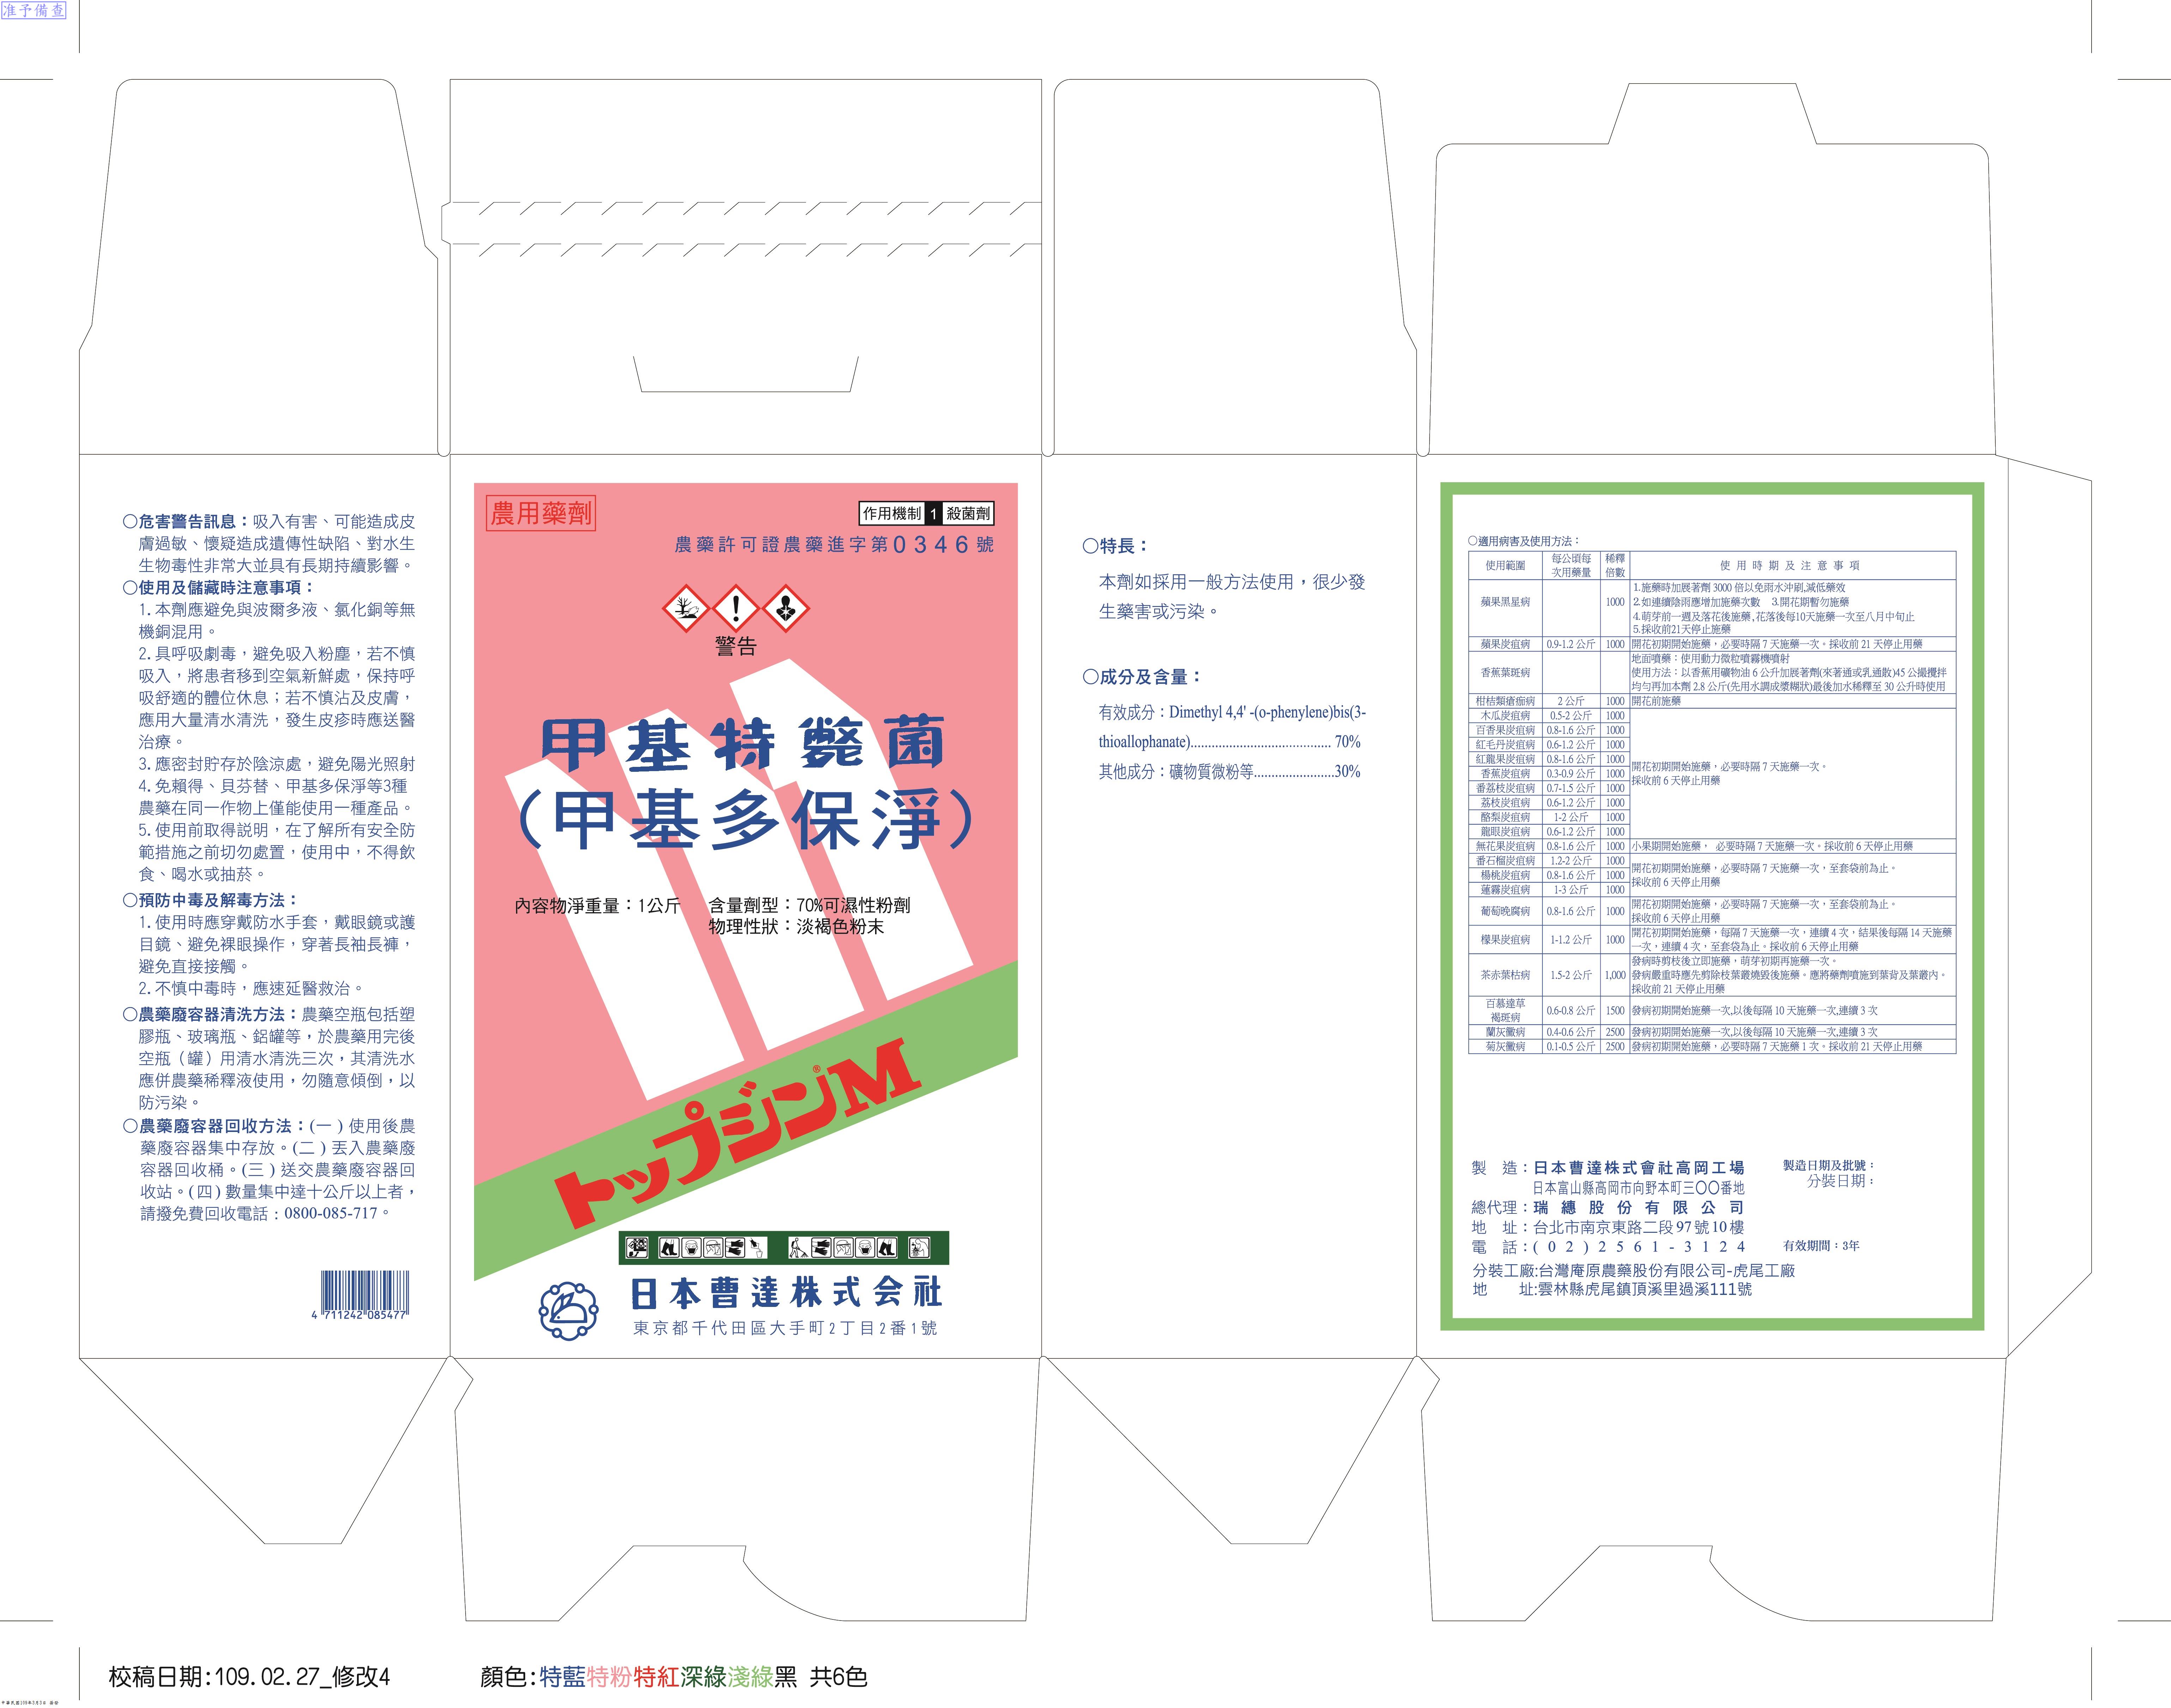 准予備查
○危害警告訊息：吸入有害、可能造成皮
膚過敏、懷疑造成遺傳性缺陷、對水生
生物毒性非常大並具有長期持續影響。
○使用及儲藏時注意事項：
1.本劑應避免與波爾多液、氯化銅等無
機銅混用。
2.具呼吸劇毒，避免吸入粉塵，若不慎
吸入，將患者移到空氣新鮮處，保持呼
吸舒適的體位休息；若不慎沾及皮膚，
應用大量清水清洗，發生皮疹時應送醫
治療。
3.應密封貯存於陰涼處，避免陽光照射
4.免賴得、貝芬替、甲基多保淨等3種
農藥在同一作物上僅能使用一種產品。
5.使用前取得説明，在了解所有安全防
範措施之前切勿處置，使用中，不得飲
食、喝水或抽菸。
○預防中毒及解毒方法：
1.使用時應穿戴防水手套，戴眼鏡或護
目鏡、避免裸眼操作，穿著長袖長褲，
避免直接接觸。
2.不慎中毒時，應速延醫救治。
○農藥廢容器清洗方法：農藥空瓶包括塑
膠瓶、玻璃瓶、鋁罐等，於農藥用完後
空瓶（罐）用清水清洗三次，其清洗水
應併農藥稀釋液使用，勿隨意傾倒，以
防污染。
○農藥廢容器回收方法：(一)使用後農
藥廢容器集中存放。(二)丟入農藥廢
容器回收桶。(三)送交農藥廢容器回
收站。(四)數量集中達十公斤以上者，
請撥免費回收電話：0800-085-717。
4 711242 085477
農用藥劑
作用機制 1 殺菌劑
農藥許可證農藥進字第0346號
警告
甲基特斃菌
（甲基多保淨）
內容物淨重量：1公斤 含量劑型：70%可濕性粉劑
物理性狀：淡褐色粉末
トップジンM®
日本曹達株式会社
東京都千代田區大手町2丁目2番1號
○特長：
本劑如採用一般方法使用，很少發
生藥害或污染。
○成分及含量：
有效成分：Dimethyl 4,4' -(o-phenylene)bis(3-
thioallophanate)........................................ 70%
其他成分：礦物質微粉等.......................30%
○適用病害及使用方法：
使用範圍 每公頃每次用藥量 稀釋倍數 使用時期及注意事項
蘋果黑星病 1000 1.施藥時加展著劑 3000 倍以免雨水沖刷,減低藥效
2.如連續陰雨應增加施藥次數 3.開花期暫勿施藥
4.萌芽前一週及落花後施藥,花落後每10天施藥一次至八月中旬止
5.採收前21天停止施藥
蘋果炭疽病 0.9-1.2 公斤 1000 開花初期開始施藥，必要時隔 7 天施藥一次。採收前 21 天停止用藥
香蕉葉斑病 地面噴藥：使用動力微粒噴霧機噴射
使用方法：以香蕉用礦物油 6 公升加展著劑(來著通或乳通散)45 公撮攪拌
均勻再加本劑 2.8 公斤(先用水調成漿糊狀)最後加水稀釋至 30 公升時使用
柑桔類瘡痂病 2 公斤 1000 開花前施藥
木瓜炭疽病 0.5-2 公斤 1000
百香果炭疽病 0.8-1.6 公斤 1000
紅毛丹炭疽病 0.6-1.2 公斤 1000
紅龍果炭疽病 0.8-1.6 公斤 1000
香蕉炭疽病 0.3-0.9 公斤 1000
番荔枝炭疽病 0.7-1.5 公斤 1000
荔枝炭疽病 0.6-1.2 公斤 1000
酪梨炭疽病 1-2 公斤 1000
龍眼炭疽病 0.6-1.2 公斤 1000
開花初期開始施藥，必要時隔 7 天施藥一次。
採收前 6 天停止用藥
無花果炭疽病 0.8-1.6 公斤 1000 小果期開始施藥， 必要時隔 7 天施藥一次。採收前 6 天停止用藥
番石榴炭疽病 1.2-2 公斤 1000
楊桃炭疽病 0.8-1.6 公斤 1000
蓮霧炭疽病 1-3 公斤 1000
開花初期開始施藥，必要時隔 7 天施藥一次，至套袋前為止。
採收前 6 天停止用藥
葡萄晚腐病 0.8-1.6 公斤 1000 開花初期開始施藥，必要時隔 7 天施藥一次，至套袋前為止。
採收前 6 天停止用藥
檬果炭疽病 1-1.2 公斤 1000 開花初期開始施藥，每隔 7 天施藥一次，連續 4 次，結果後每隔 14 天施藥
一次，連續 4 次，至套袋為止。採收前 6 天停止用藥
茶赤葉枯病 1.5-2 公斤 1,000 發病時剪枝後立即施藥，萌芽初期再施藥一次。
發病嚴重時應先剪除枝葉叢燒毀後施藥。應將藥劑噴施到葉背及葉叢內。
採收前 21 天停止用藥
百慕達草褐斑病 0.6-0.8 公斤 1500 發病初期開始施藥一次,以後每隔 10 天施藥一次,連續 3 次
蘭灰黴病 0.4-0.6 公斤 2500 發病初期開始施藥一次,以後每隔 10 天施藥一次,連續 3 次
菊灰黴病 0.1-0.5 公斤 2500 發病初期開始施藥，必要時隔 7 天施藥 1 次。採收前 21 天停止用藥
製 造：日本曹達株式會社高岡工場
日本富山縣高岡市向野本町三〇〇番地
總代理：瑞繐股份有限公司
地 址：台北市南京東路二段97號10樓
電 話：(02)2561-3124
分裝工廠:台灣庵原農藥股份有限公司-虎尾工廠
地 址:雲林縣虎尾鎮頂溪里過溪111號
製造日期及批號：
分裝日期：
有效期間：3年
校稿日期:109.02.27_修改4
顏色:特藍特粉特紅深綠淺綠黑 共6色